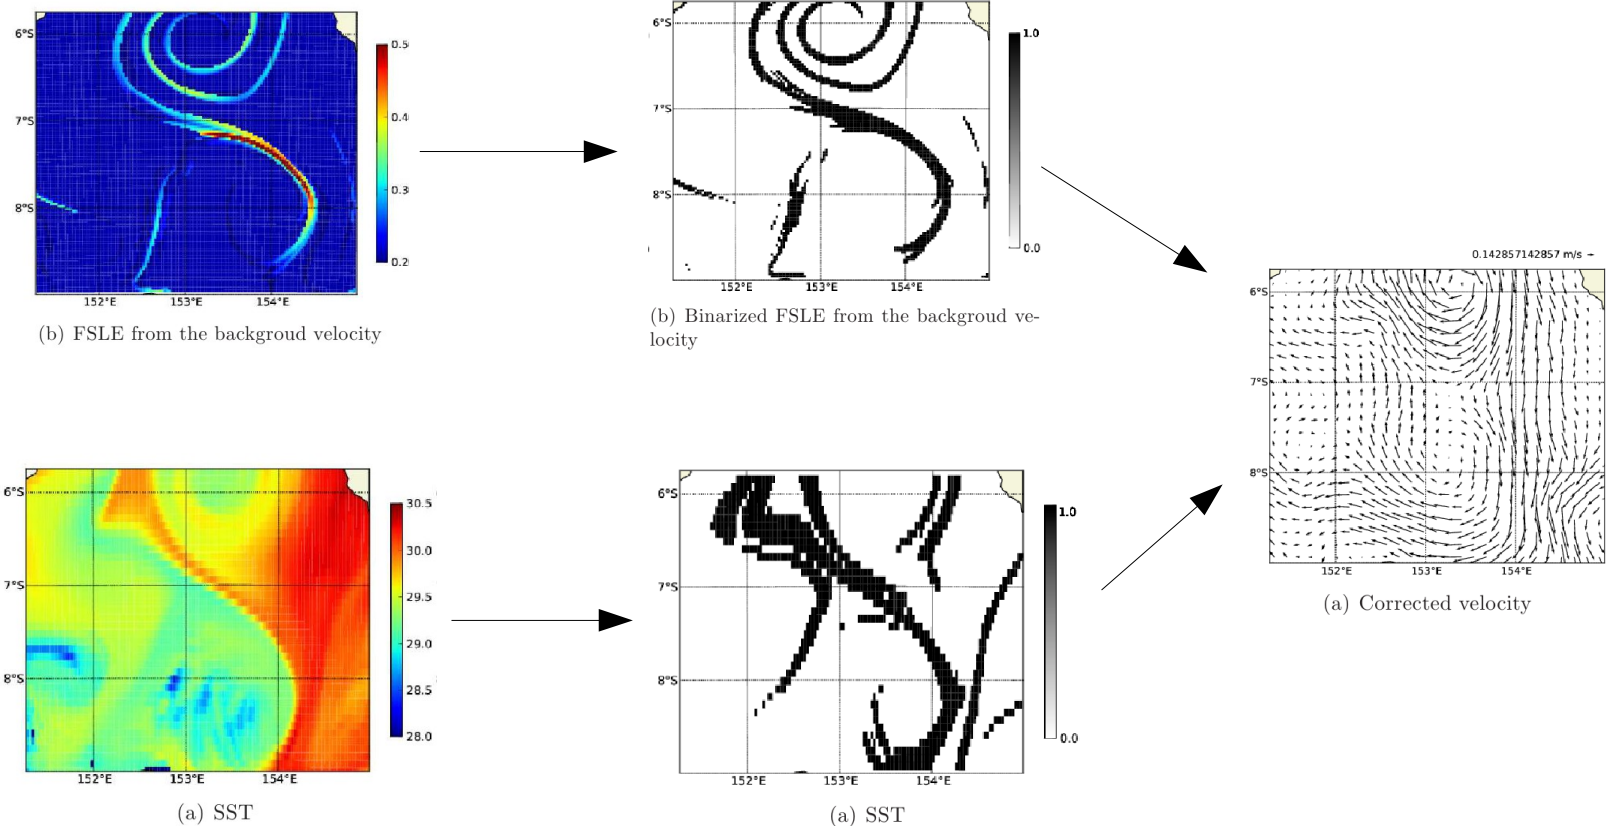 6°S
7°S
8°S
152°E 153°E 154°E
0.5
0.4
0.3
0.2
(b) FSLE from the backgroud velocity
6°S
7°S
8°S
152°E 153°E 154°E
1.0
0.0
(b) Binarized FSLE from the backgroud ve-
locity
0.142857142857 m/s
6°S
7°S
8°S
152°E 153°E 154°E
(a) Corrected velocity
6°S
7°S
8°S
152°E 153°E 154°E
30.5
30.0
29.5
29.0
28.5
28.0
(a) SST
6°S
7°S
8°S
152°E 153°E 154°E
1.0
0.0
(a) SST